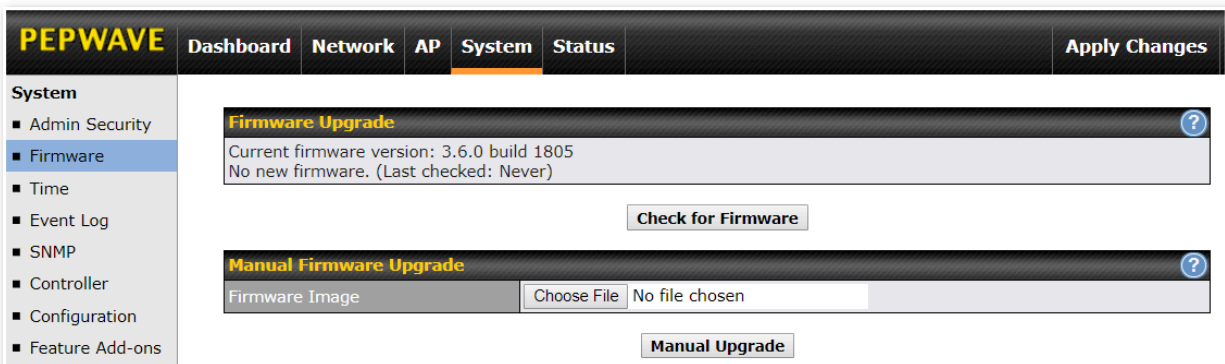 PEPWAVE Dashboard Network AP System Status Apply Changes
System
Admin Security
Firmware
Time
Event Log
SNMP
Controller
Configuration
Feature Add-ons
Firmware Upgrade ?
Current firmware version: 3.6.0 build 1805
No new firmware. (Last checked: Never)
Check for Firmware
Manual Firmware Upgrade ?
Firmware Image Choose File No file chosen
Manual Upgrade